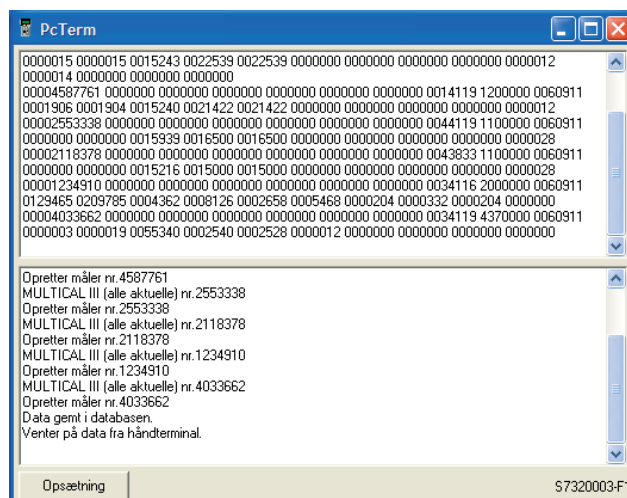 PcTerm
0000015 0000015 0015243 0022539 0022539 0000000 0000000 0000000 0000000 0000012
0000014 0000000 0000000 0000000
00004587761 0000000 0000000 0000000 0000000 0000000 0000000 0014119 1200000 0060911
0001906 0001904 0015240 0021422 0021422 0000000 0000000 0000000 0000000 0000012
00002553338 0000000 0000000 0000000 0000000 0000000 0000000 0044119 1100000 0060911
0000000 0000000 0015939 0016500 0016500 0000000 0000000 0000000 0000000 0000028
00002118378 0000000 0000000 0000000 0000000 0000000 0000000 0043833 1100000 0060911
0000000 0000000 0015216 0015000 0015000 0000000 0000000 0000000 0000000 0000028
00001234910 0000000 0000000 0000000 0000000 0000000 0000000 0034116 2000000 0060911
0129465 0209785 0004362 0008126 0002658 0005468 0000204 0000332 0000204 0000000
00004033662 0000000 0000000 0000000 0000000 0000000 0000000 0034119 4370000 0060911
0000003 0000019 0055340 0002540 0002528 0000012 0000000 0000000 0000000 0000000
Opretter måler nr.4587761
MULTICAL III (alle aktuelle) nr.2553338
Opretter måler nr.2553338
MULTICAL III (alle aktuelle) nr.2118378
Opretter måler nr.2118378
MULTICAL III (alle aktuelle) nr.1234910
Opretter måler nr.1234910
MULTICAL III (alle aktuelle) nr.4033662
Opretter måler nr.4033662
Data gemt i databasen.
Venter på data fra håndterminal.
Opsætning
S7320003-F1